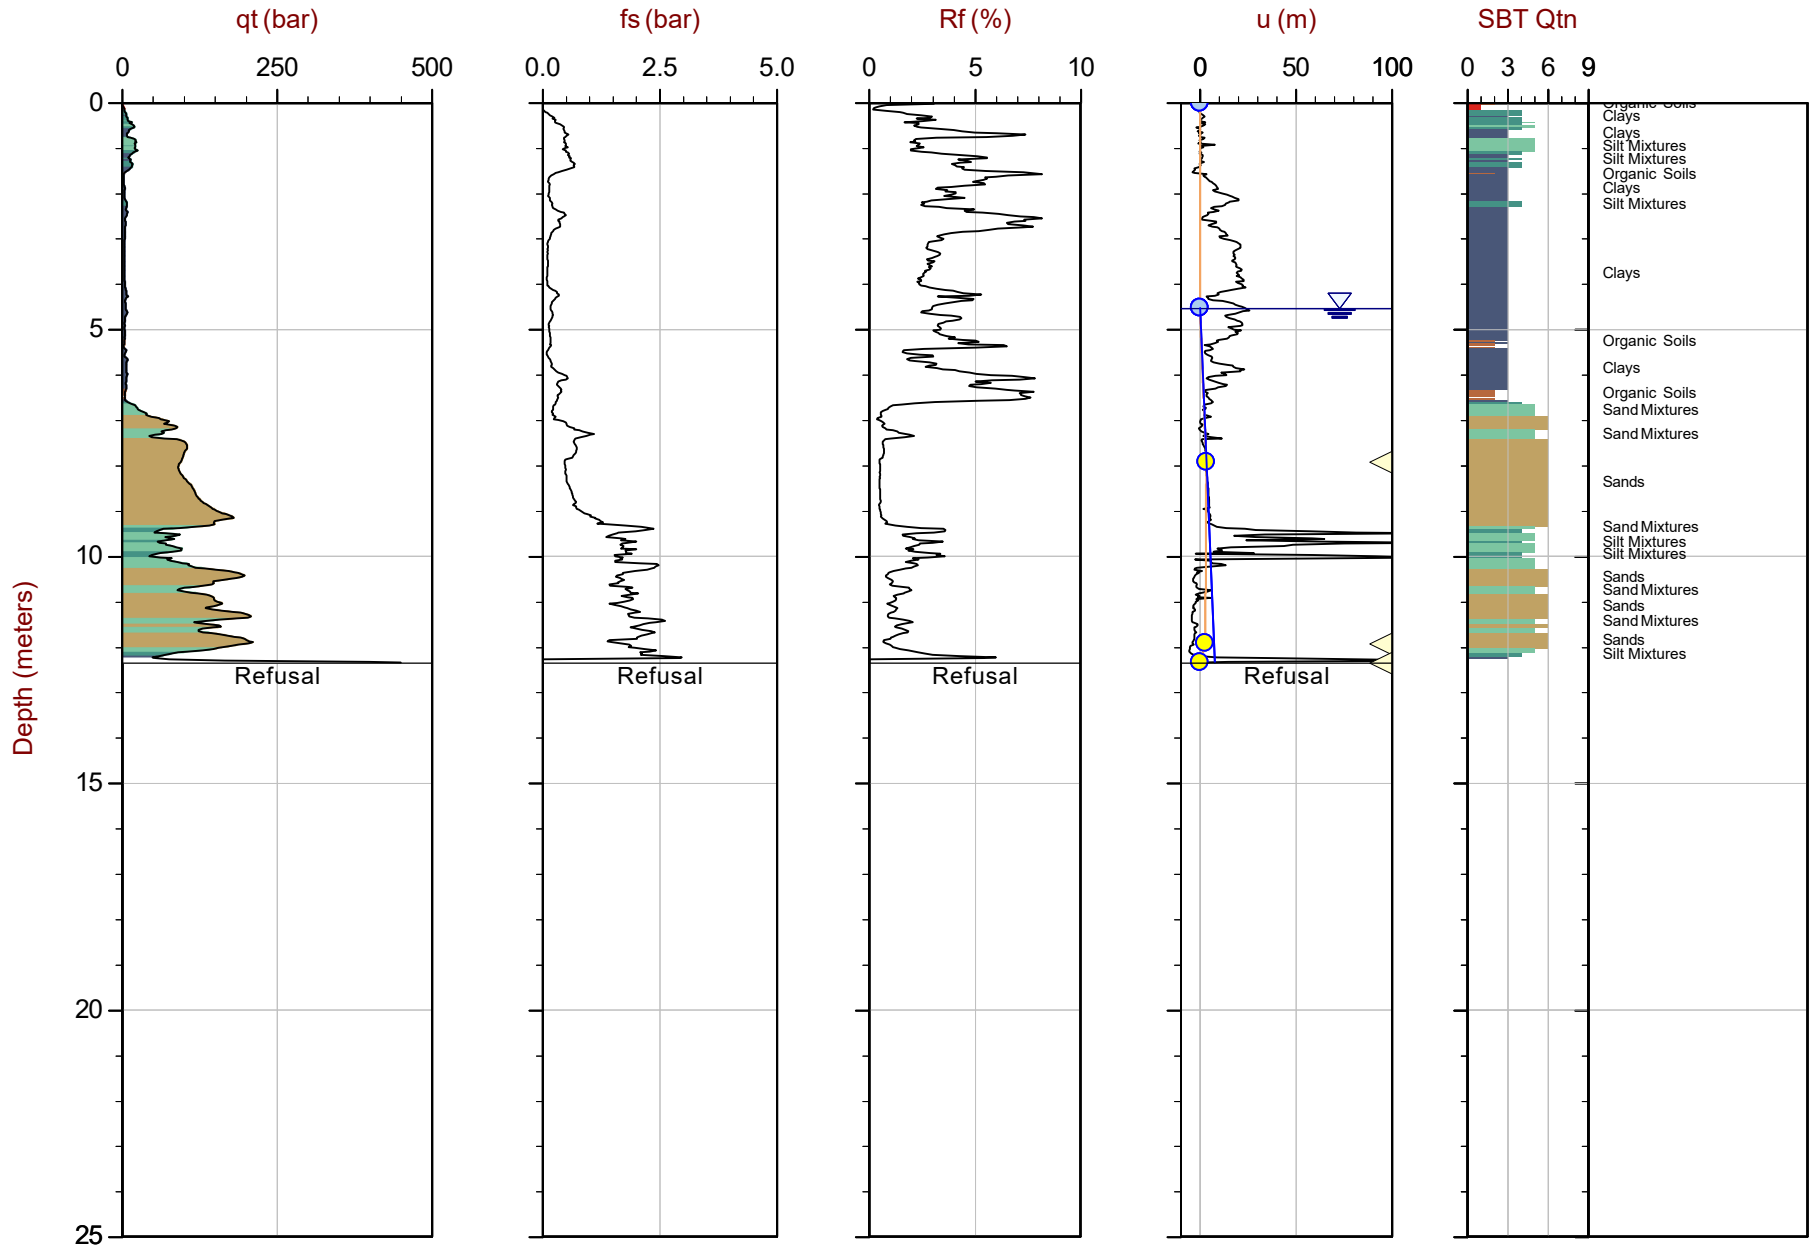 qt (bar) fs (bar) Rf (%) u (m) SBT Qtn
0 250 500 0.0 2.5 5.0 0 5 10 0 50 100 0 3 6 9
0
5
10
15
20
25
Depth (meters)
Organic Soils
Clays
Clays
Silt Mixtures
Silt Mixtures
Organic Soils
Clays
Silt Mixtures
Clays
Organic Soils
Clays
Organic Soils
Sand Mixtures
Sand Mixtures
Sands
Sand Mixtures
Silt Mixtures
Silt Mixtures
Sands
Sand Mixtures
Sands
Sand Mixtures
Sands
Silt Mixtures
Refusal Refusal Refusal Refusal